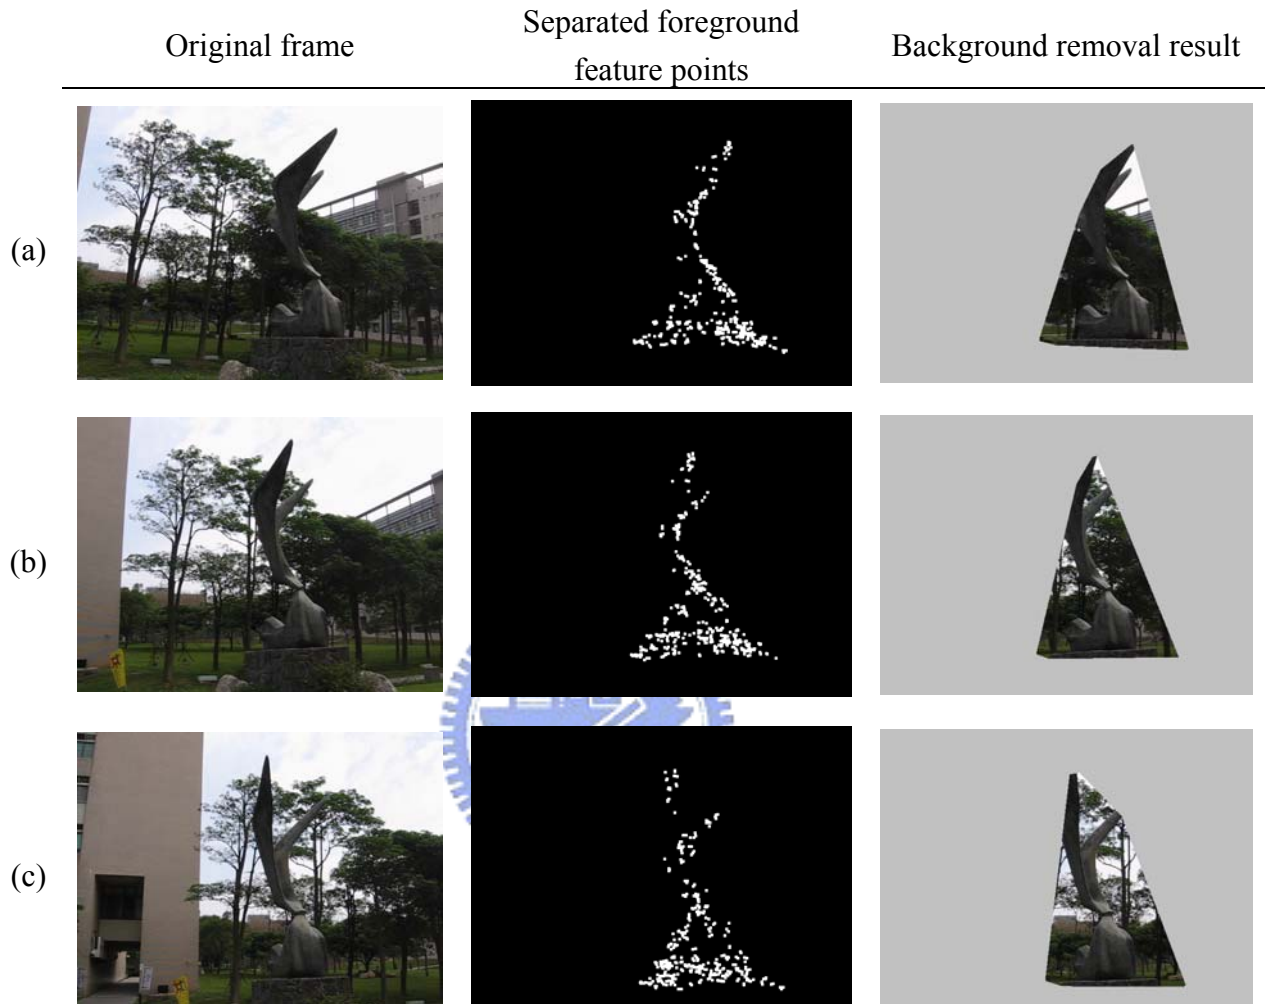 Original frame
Separated foreground
feature points
Background removal result
(a)
(b)
(c)